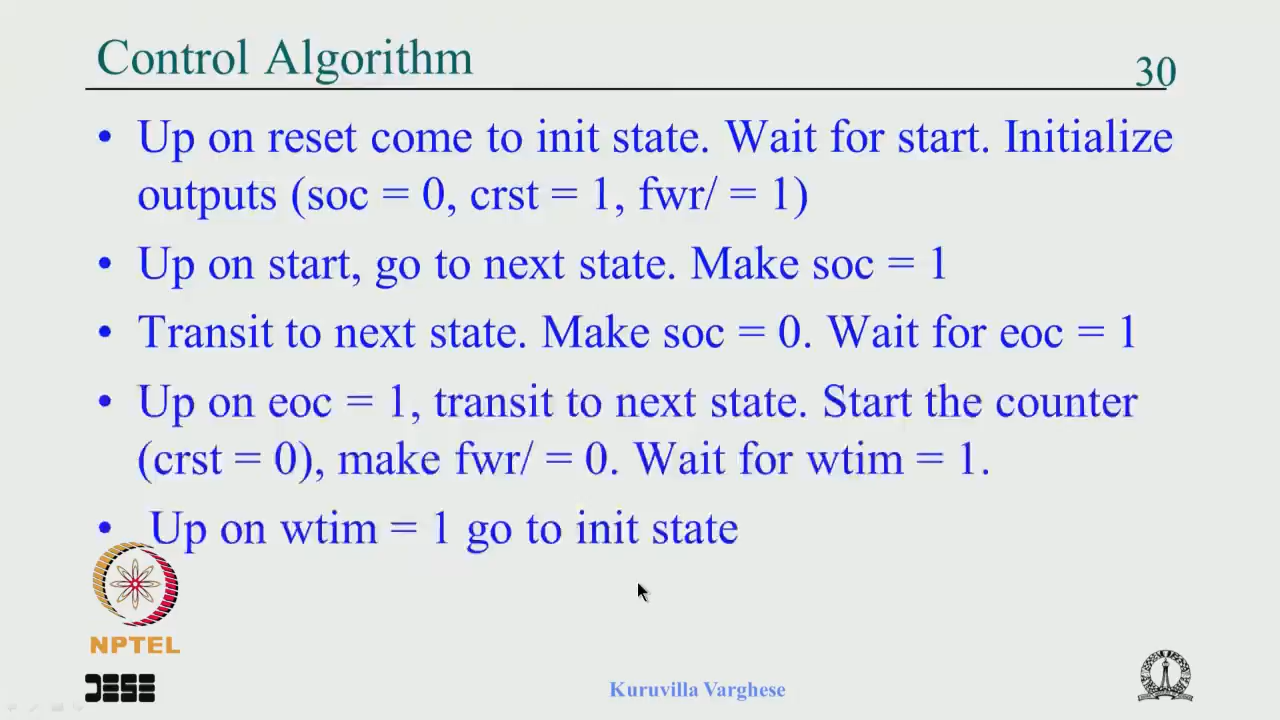 Control Algorithm
30
• Up on reset come to init state. Wait for start. Initialize
outputs (soc = 0, crst = 1, fwr/ = 1)
• Up on start, go to next state. Make soc = 1
• Transit to next state. Make soc = 0. Wait for eoc = 1
• Up on eoc = 1, transit to next state. Start the counter
(crst = 0), make fwr/ = 0. Wait for wtim = 1.
• Up on wtim = 1 go to init state
NPTEL
Kuruvilla Varghese